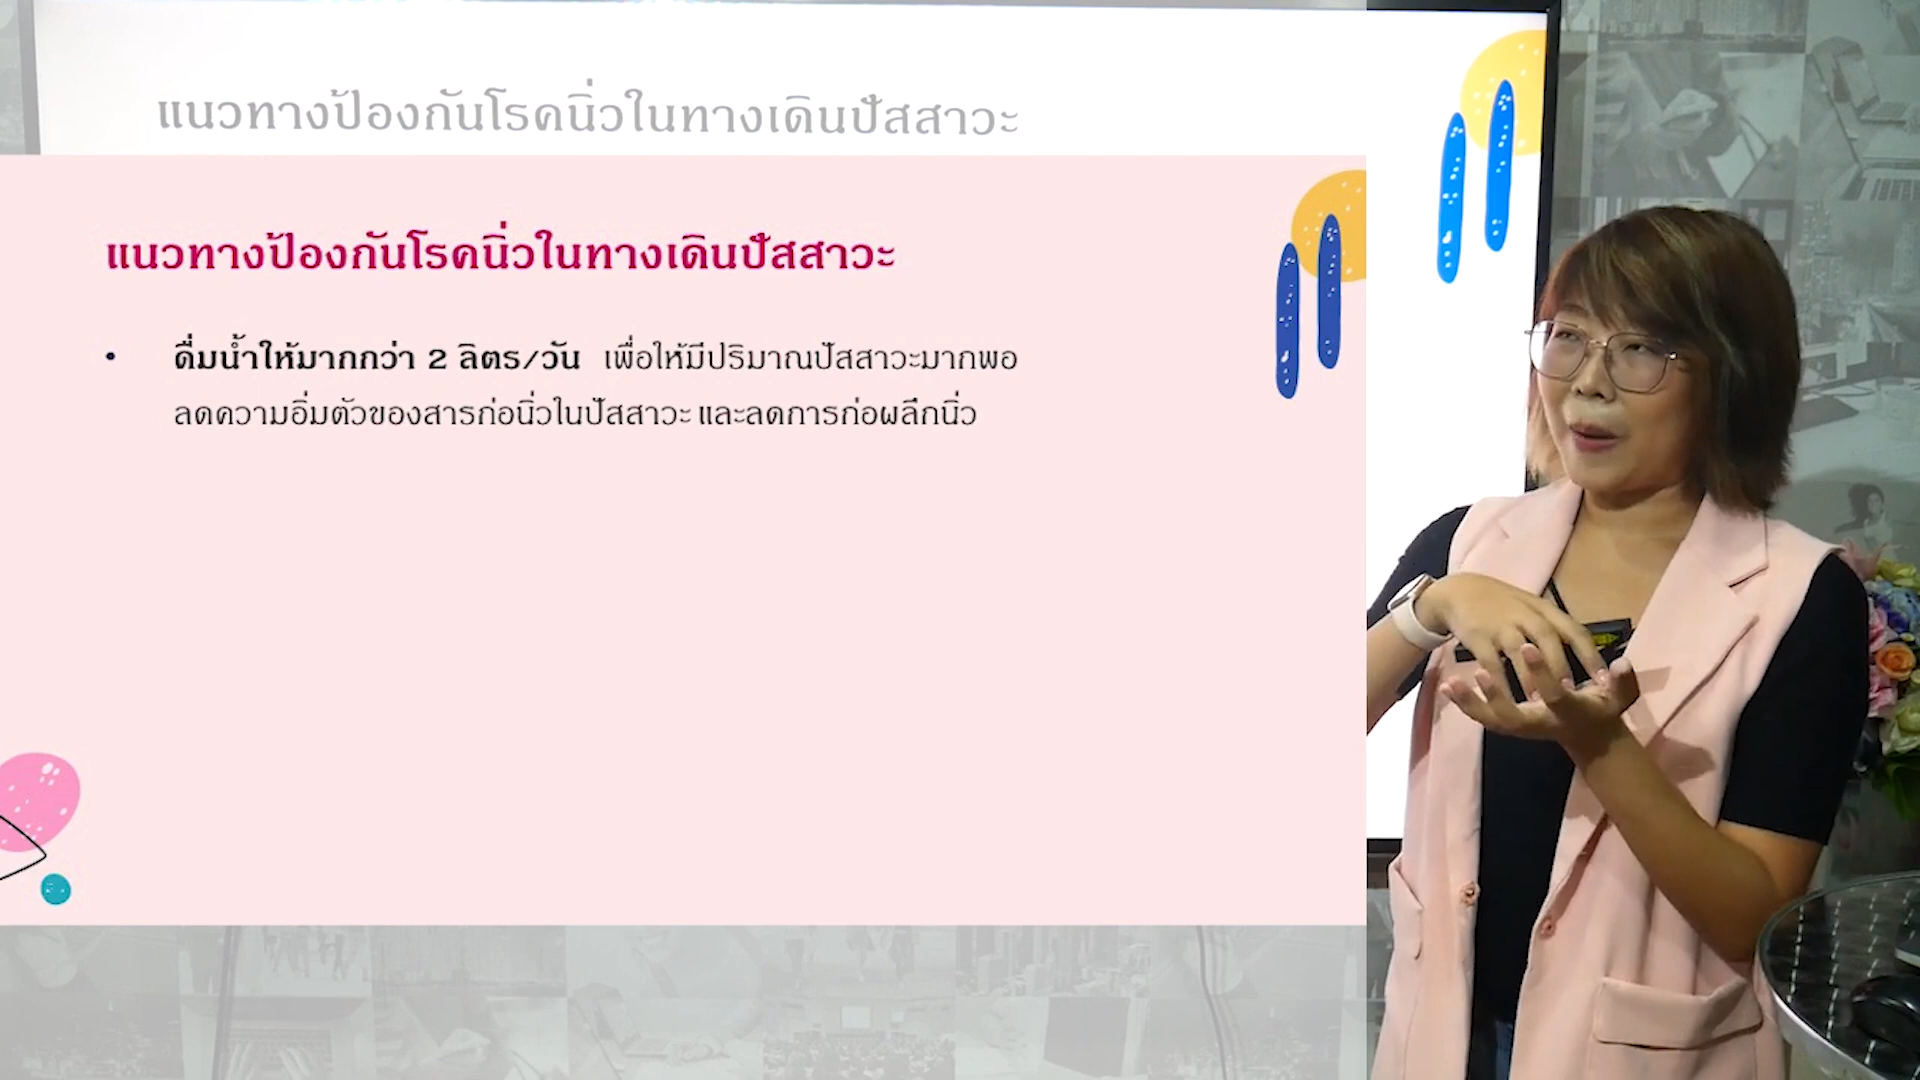 แนวทางป้องกันโรคนิ่วในทางเดินปัสสาวะ
แนวทางป้องกันโรคนิ่วในทางเดินปัสสาวะ
• ดื่มน้ำให้มากกว่า 2 ลิตร/วัน เพื่อให้มีปริมาณปัสสาวะมากพอ
ลดความอิ่มตัวของสารก่อนิ่วในปัสสาวะ และลดการก่อผลึกนิ่ว